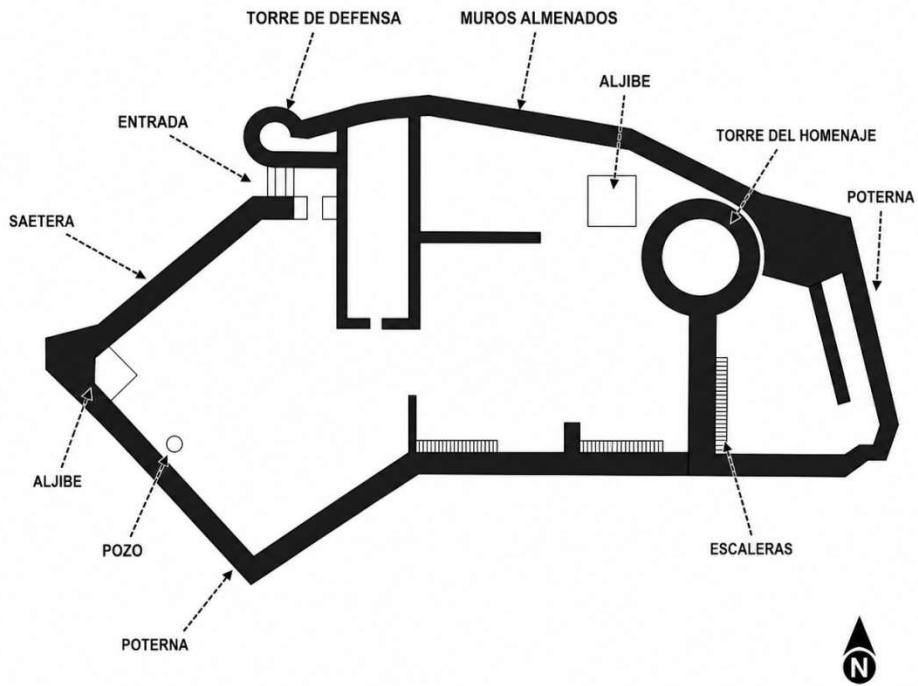 TORRE DE DEFENSA
MUROS ALMENADOS
ALJIBE
ENTRADA
TORRE DEL HOMENAJE
POTERNA
SAETERA
ALJIBE
POZO
ESCALERAS
POTERNA
N